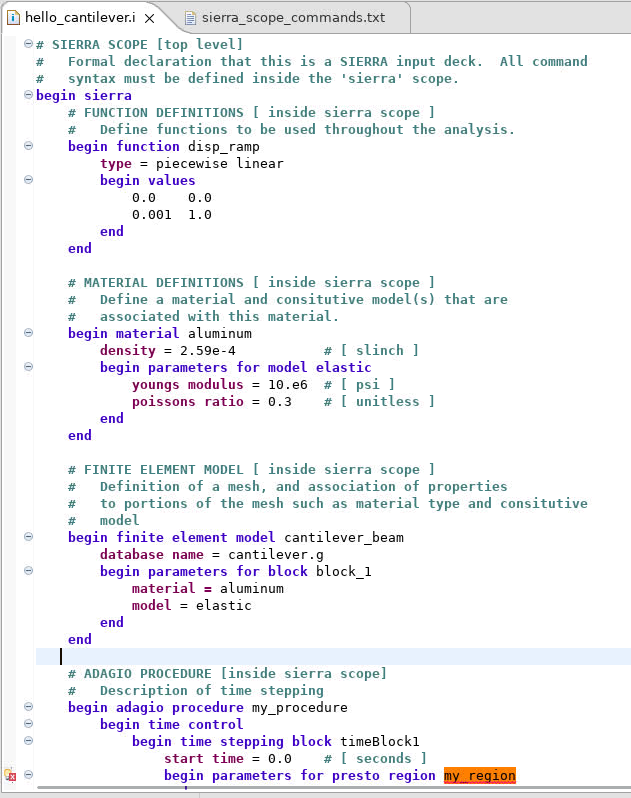 hello_cantilever.i
sierra_scope_commands.txt
# SIERRA SCOPE [top level]
#   Formal declaration that this is a SIERRA input deck.  All command
#   syntax must be defined inside the 'sierra' scope.
begin sierra
    # FUNCTION DEFINITIONS [ inside sierra scope ]
    #   Define functions to be used throughout the analysis.
    begin function disp_ramp
        type = piecewise linear
        begin values
            0.0    0.0
            0.001  1.0
        end
    end
    # MATERIAL DEFINITIONS [ inside sierra scope ]
    #   Define a material and consitutive model(s) that are
    #   associated with this material.
    begin material aluminum
        density = 2.59e-4           # [ slinch ]
        begin parameters for model elastic
            youngs modulus = 10.e6  # [ psi ]
            poissons ratio = 0.3    # [ unitless ]
        end
    end
    # FINITE ELEMENT MODEL [ inside sierra scope ]
    #   Definition of a mesh, and association of properties
    #   to portions of the mesh such as material type and consitutive
    #   model
    begin finite element model cantilever_beam
        database name = cantilever.g
        begin parameters for block block_1
            material = aluminum
            model = elastic
        end
    end
    # ADAGIO PROCEDURE [inside sierra scope]
    #   Description of time stepping
    begin adagio procedure my_procedure
        begin time control
            begin time stepping block timeBlock1
                start time = 0.0    # [ seconds ]
                begin parameters for presto region my_region